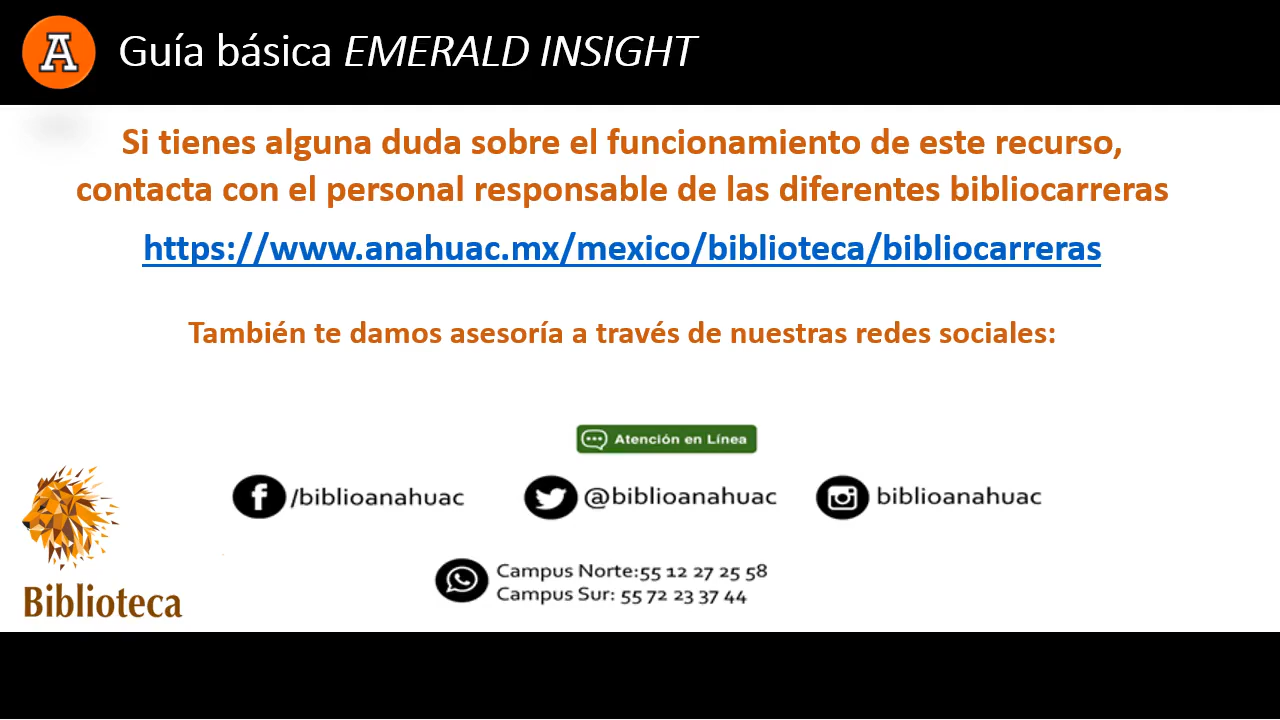 A
Guía básica EMERALD INSIGHT
Si tienes alguna duda sobre el funcionamiento de este recurso,
contacta con el personal responsable de las diferentes bibliocarreras
https://www.anahuac.mx/mexico/biblioteca/bibliocarreras
También te damos asesoría a través de nuestras redes sociales:
Atención en Línea
/biblioanahuac
@biblioanahuac
biblioanahuac
Campus Norte:55 12 27 25 58
Campus Sur: 55 72 23 37 44
Biblioteca